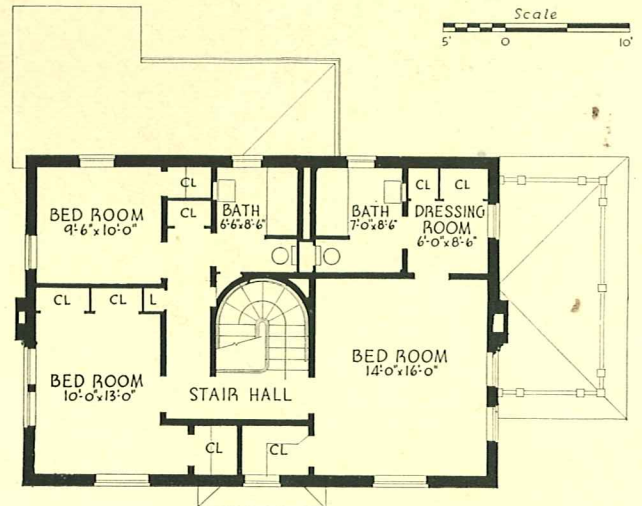 Scale
5' 0 10'
CL
CL
CL
CL
BED ROOM
9'-6"x10'-0"
BATH
6'-6"x8'-6"
BATH
7'-0"x8'-6"
DRESSING
ROOM
6'-0"x8'-6"
CL
CL
L
BED ROOM
10'-0"x13'-0"
BED ROOM
14'-0"x16'-0"
STAIR HALL
CL
CL